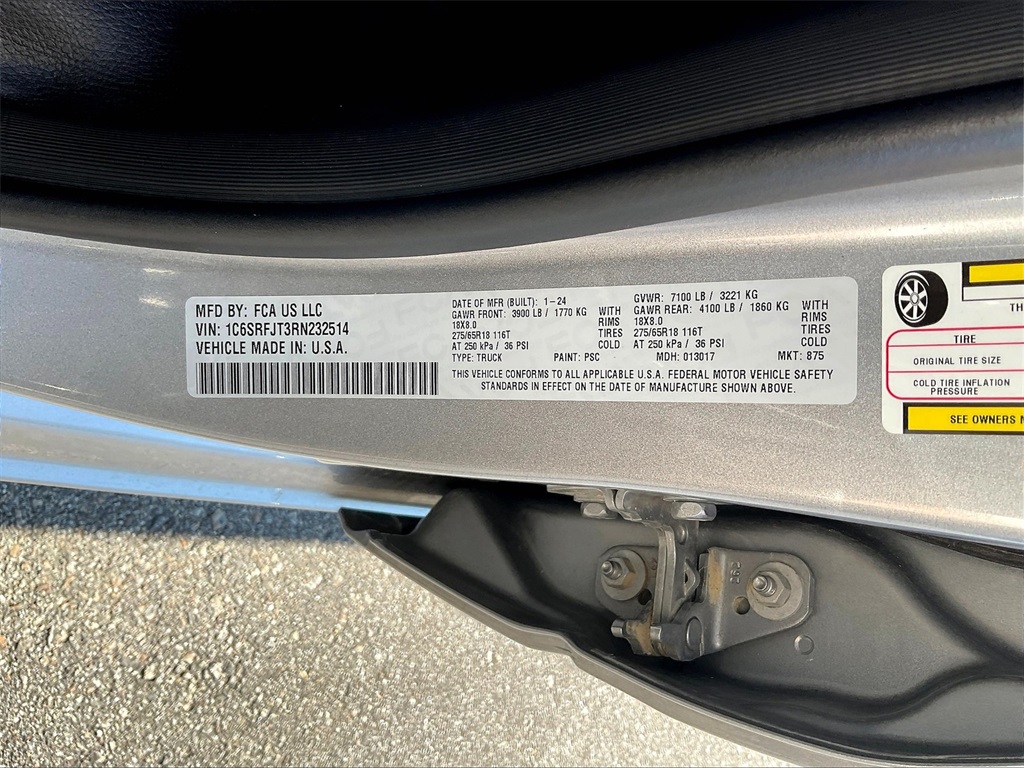 MFD BY: FCA US LLC
VIN: 1C6SRFJT3RN232514
VEHICLE MADE IN: U.S.A.
DATE OF MFR (BUILT): 1-24
GAWR FRONT: 3900 LB / 1770 KG WITH
18X8.0 RIMS
275/65R18 116T TIRES
AT 250 kPa / 36 PSI COLD
TYPE: TRUCK PAINT: PSC
GVWR: 7100 LB / 3221 KG
GAWR REAR: 4100 LB / 1860 KG WITH
18X8.0 RIMS
275/65R18 116T TIRES
AT 250 kPa / 36 PSI COLD
MDH: 013017 MKT: 875
THIS VEHICLE CONFORMS TO ALL APPLICABLE U.S.A. FEDERAL MOTOR VEHICLE SAFETY
STANDARDS IN EFFECT ON THE DATE OF MANUFACTURE SHOWN ABOVE.
TH
TIRE
ORIGINAL TIRE SIZE
COLD TIRE INFLATION
PRESSURE
SEE OWNERS
262